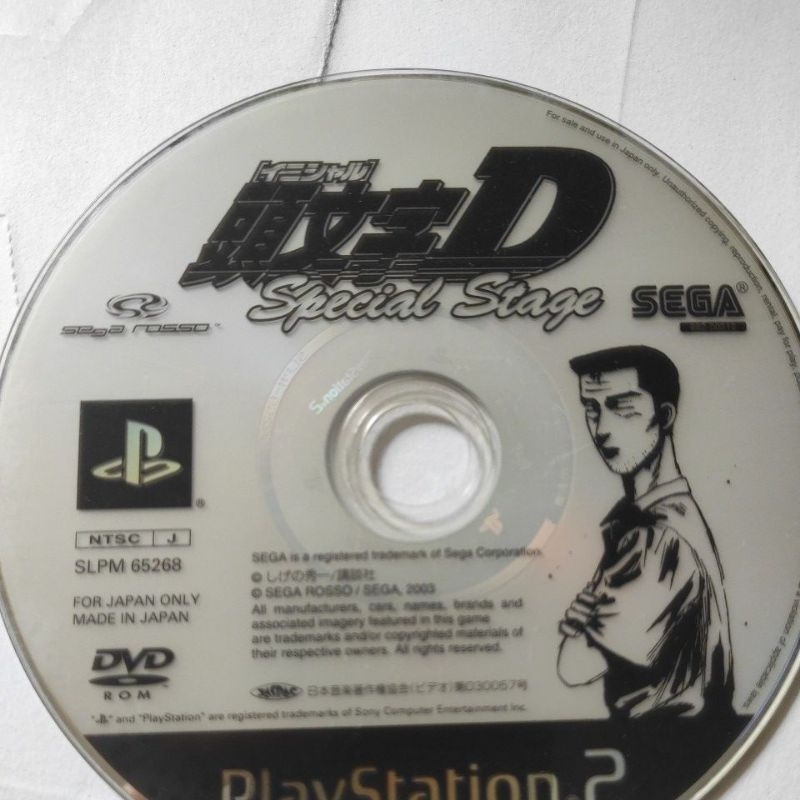 For sale and use in Japan only. Unauthorized copying, reproduction, rental, pay for play,
[イニシャル]
頭文字D
Special Stage
sega rosso™
SEGA®
NTSC J
SLPM 65268
FOR JAPAN ONLY
MADE IN JAPAN
SEGA is a registered trademark of Sega Corporation.
© しげの秀一/講談社
© SEGA ROSSO / SEGA, 2003
All manufacturers, cars, names, brands and
associated imagery featured in this game
are trademarks and/or copyrighted materials of
their respective owners. All rights reserved.
DVD
ROM
日本音楽著作権協会(ビデオ)第030057号
and "PlayStation" are registered trademarks of Sony Computer Entertainment Inc.
PlayStation.2